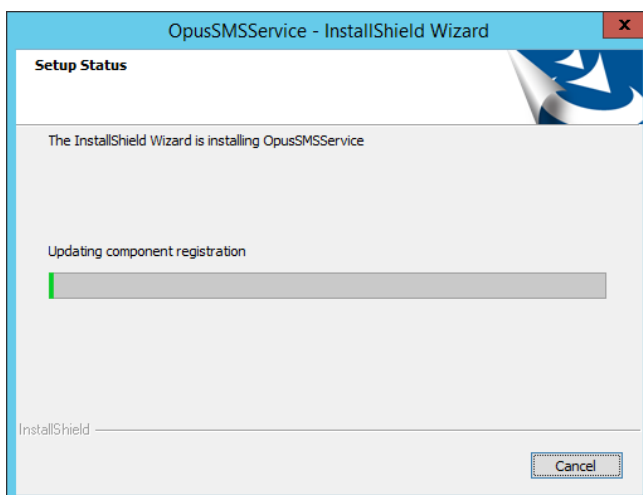 OpusSMSService - InstallShield Wizard
x
Setup Status
The InstallShield Wizard is installing OpusSMSService
Updating component registration
InstallShield
Cancel